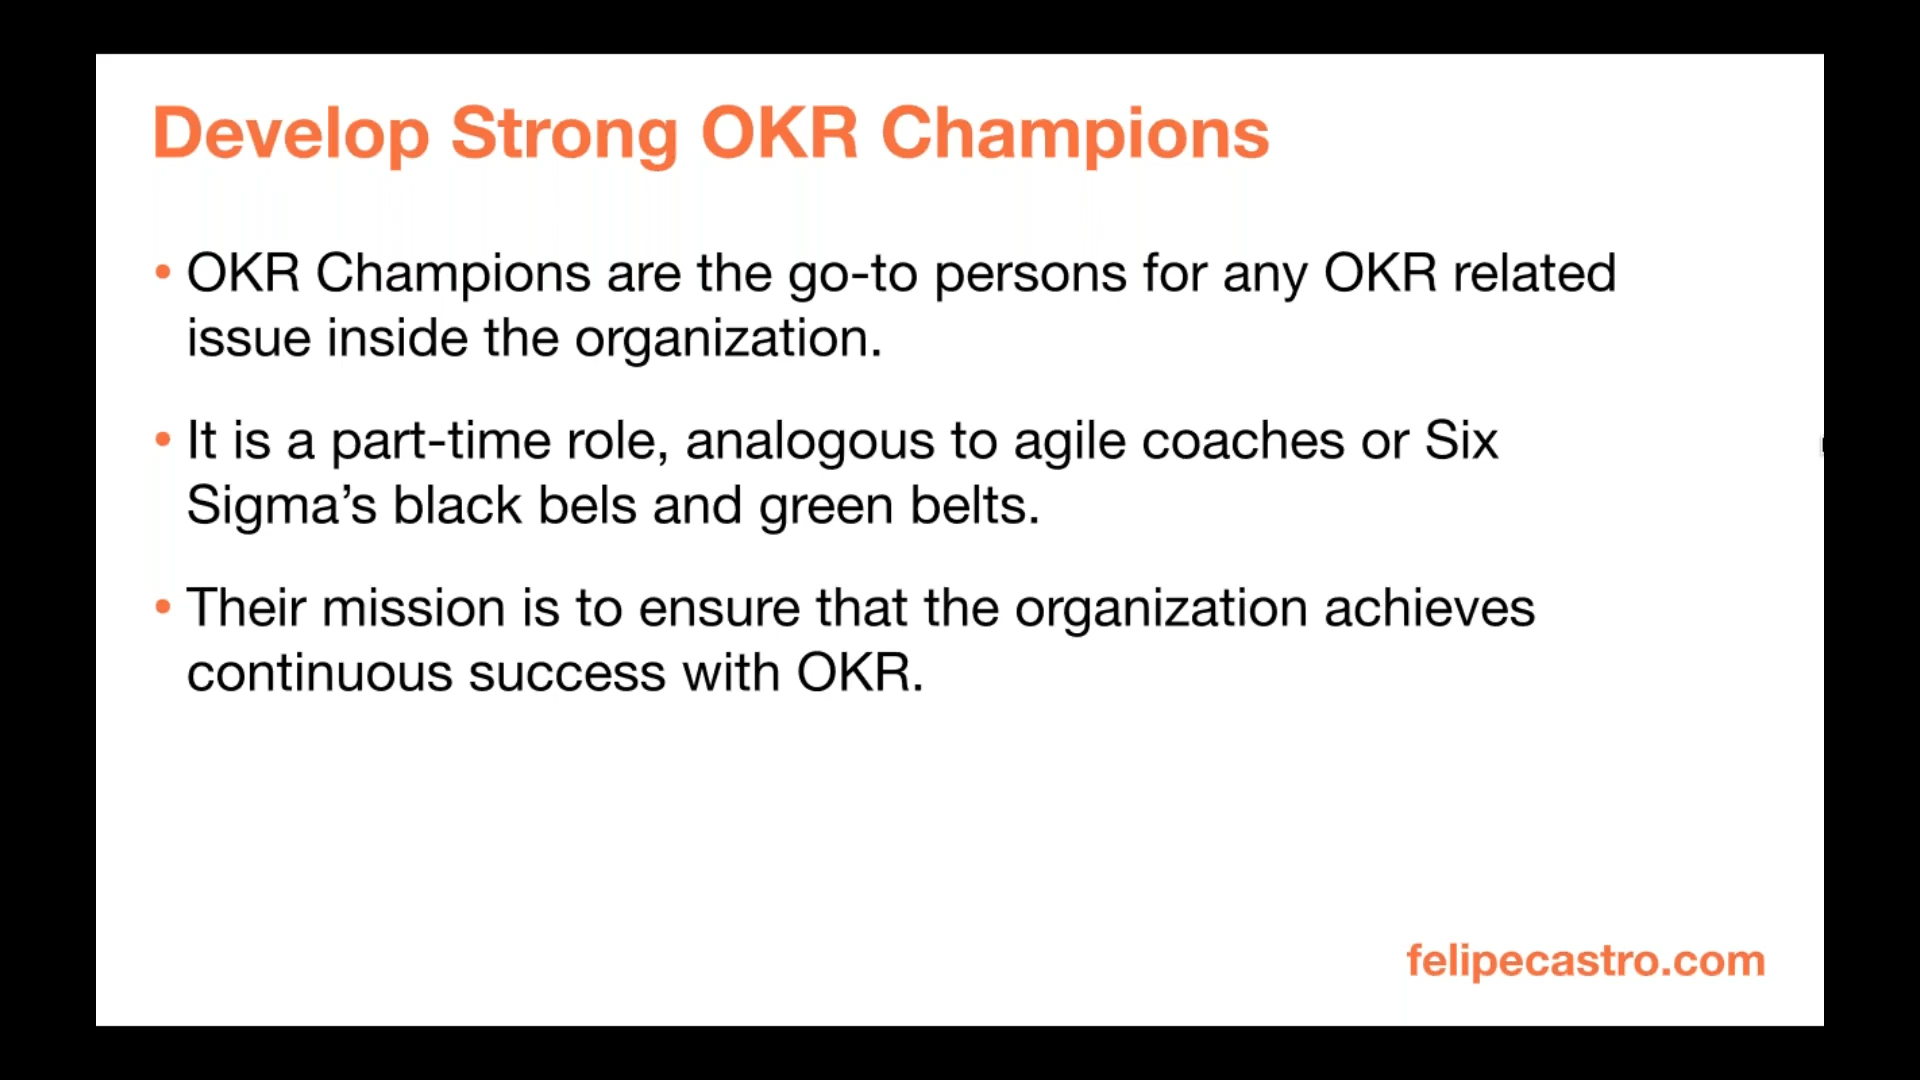 Develop Strong OKR Champions
• OKR Champions are the go-to persons for any OKR related
issue inside the organization.
• It is a part-time role, analogous to agile coaches or Six
Sigma’s black bels and green belts.
• Their mission is to ensure that the organization achieves
continuous success with OKR.
felipecastro.com